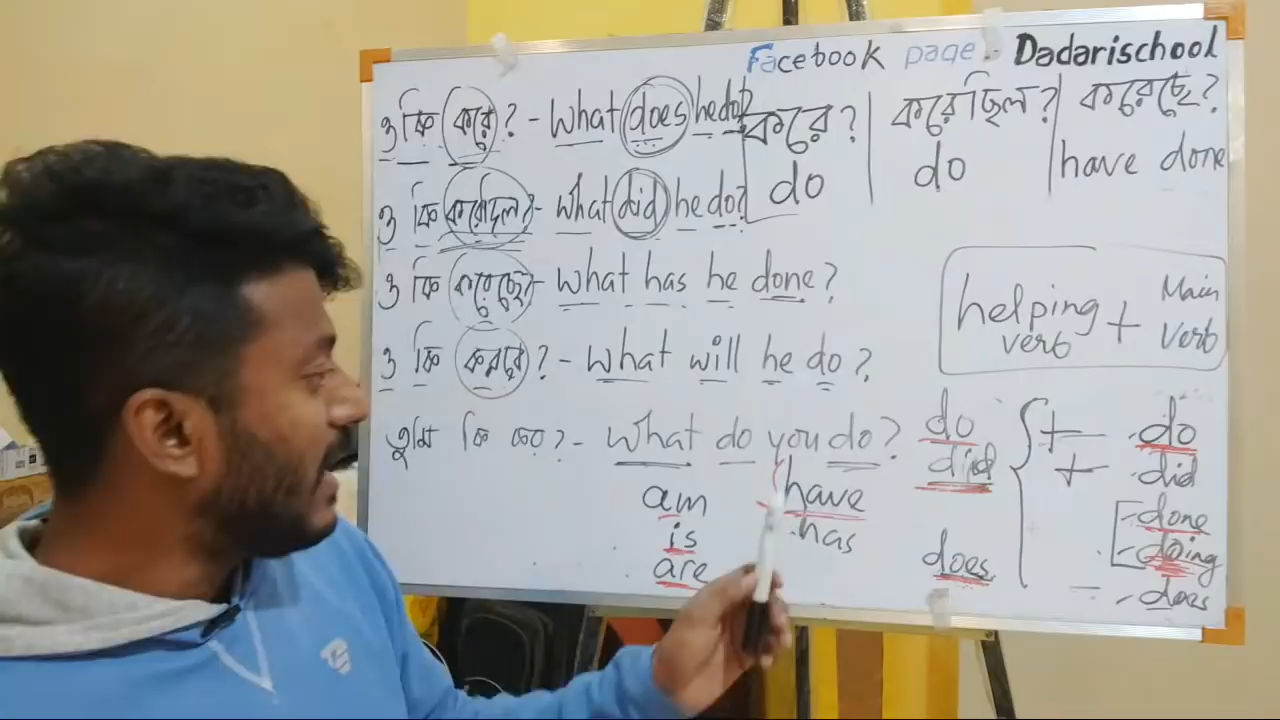 Facebook page :- Dadarischool
ও কি করে? - What does he do?
ও কি করেছিল? - What did he do?
ও কি করেছে? - What has he done?
ও কি করবে? - What will he do?
তুমি কি কর? - What do you do?
am
is
are
have
has
করে? | করেছিল? | করেছে?
do | do | have done
helping verb + Main Verb
do
did
does
+ do
+ did
done
doing
does